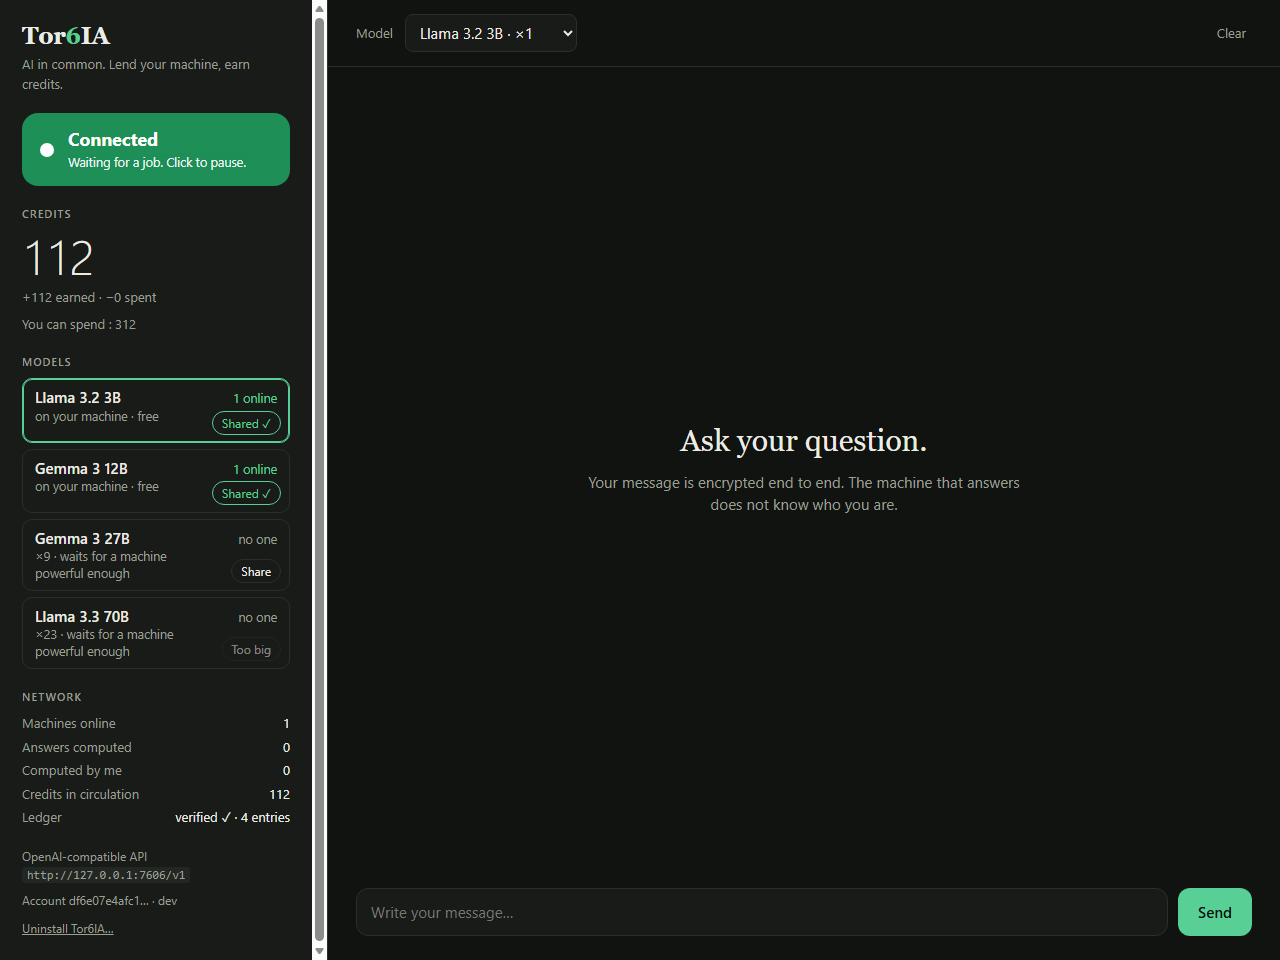 Tor6IA
AI in common. Lend your machine, earn
credits.
Connected
Waiting for a job. Click to pause.
CREDITS
112
+112 earned · −0 spent
You can spend : 312
MODELS
Llama 3.2 3B
1 online
on your machine · free
Shared ✓
Gemma 3 12B
1 online
on your machine · free
Shared ✓
Gemma 3 27B
no one
×9 · waits for a machine
powerful enough
Share
Llama 3.3 70B
no one
×23 · waits for a machine
powerful enough
Too big
NETWORK
Machines online 1
Answers computed 0
Computed by me 0
Credits in circulation 112
Ledger verified ✓ · 4 entries
OpenAI-compatible API
http://127.0.0.1:7606/v1
Account df6e07e4afc1... · dev
Uninstall Tor6IA...
Model Llama 3.2 3B · ×1
Clear
Ask your question.
Your message is encrypted end to end. The machine that answers
does not know who you are.
Write your message...
Send